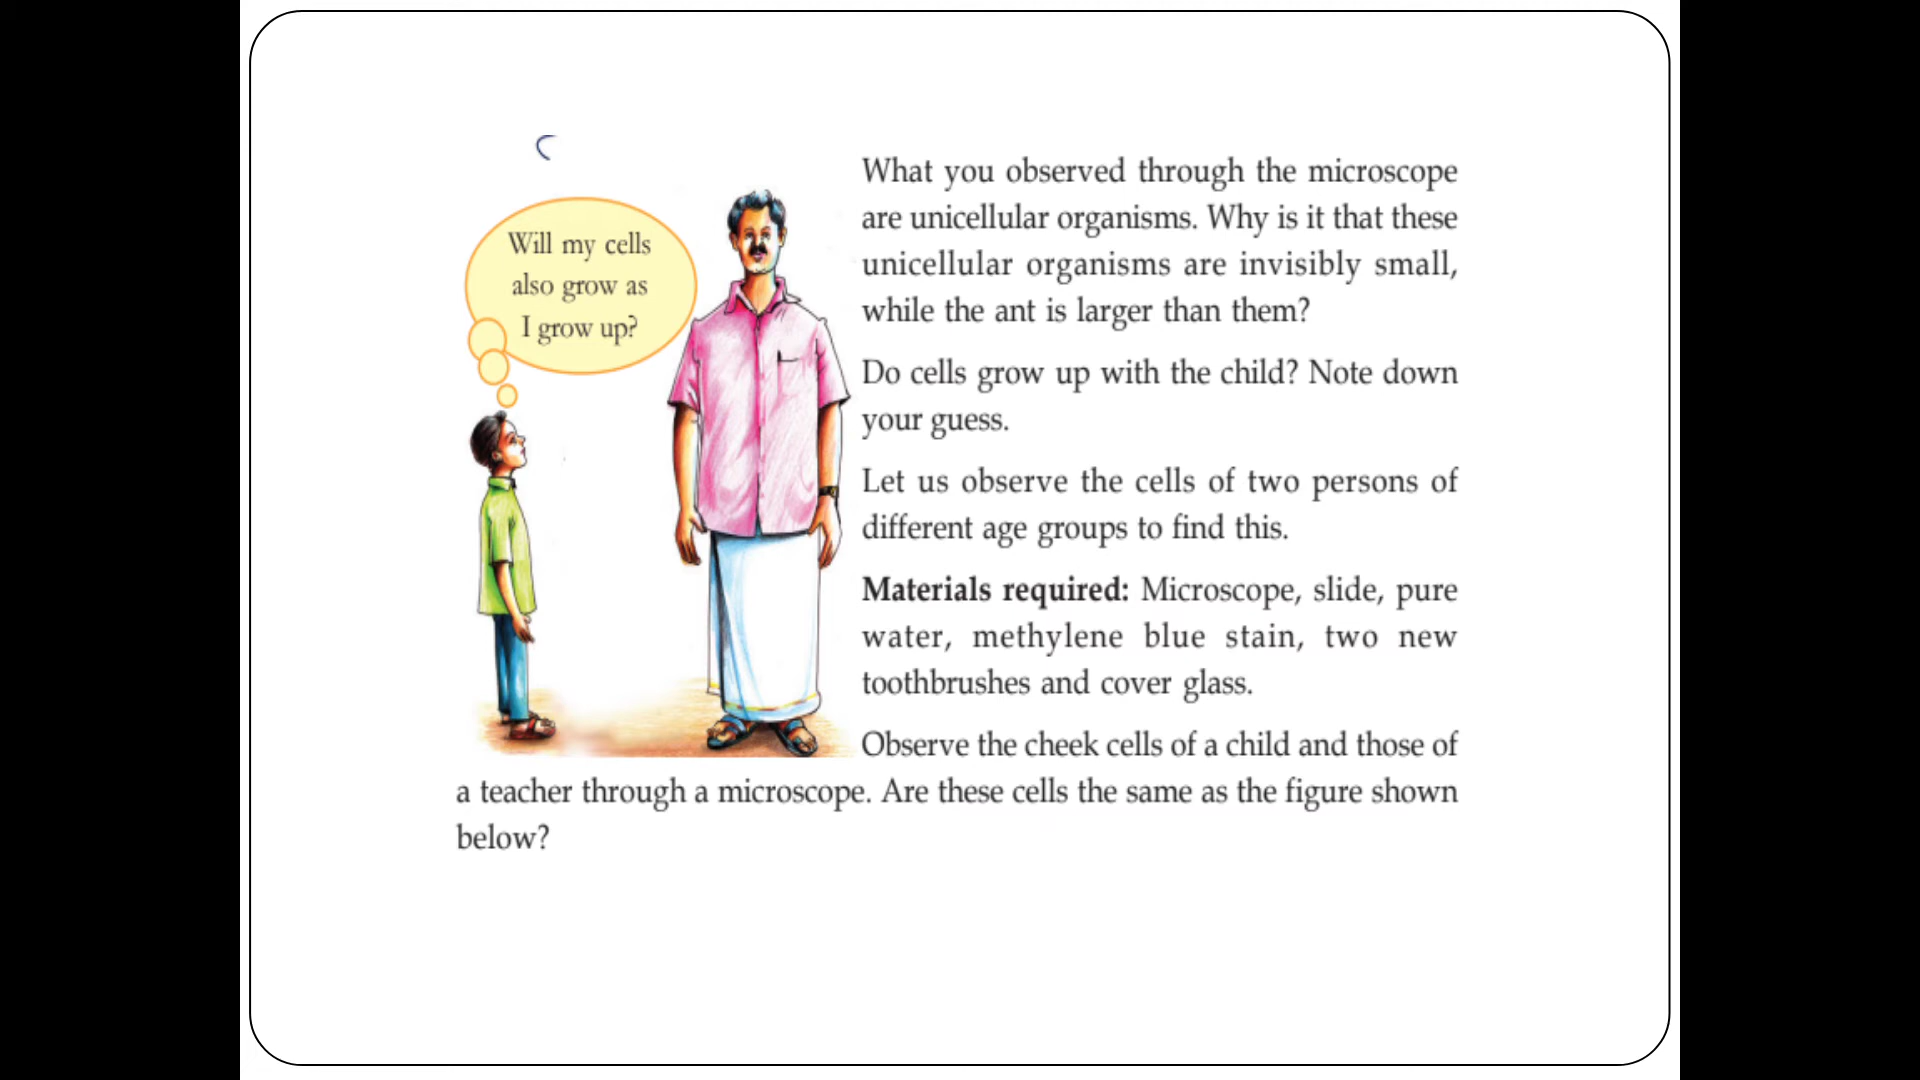 Will my cells
also grow as
I grow up?
What you observed through the microscope
are unicellular organisms. Why is it that these
unicellular organisms are invisibly small,
while the ant is larger than them?
Do cells grow up with the child? Note down
your guess.
Let us observe the cells of two persons of
different age groups to find this.
Materials required: Microscope, slide, pure
water, methylene blue stain, two new
toothbrushes and cover glass.
Observe the cheek cells of a child and those of
a teacher through a microscope. Are these cells the same as the figure shown
below?